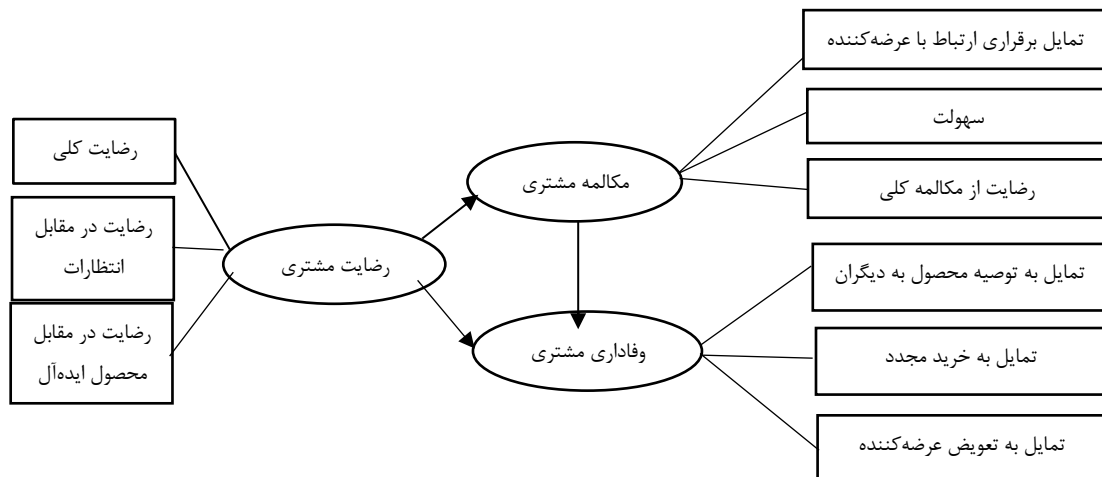 تمایل برقراری ارتباط با عرضه‌کننده
سهولت
رضایت از مکالمه کلی
مکالمه مشتری
رضایت کلی
رضایت در مقابل
انتظارات
رضایت در مقابل
محصول ایده‌آل
رضایت مشتری
وفاداری مشتری
تمایل به توصیه محصول به دیگران
تمایل به خرید مجدد
تمایل به تعویض عرضه‌کننده